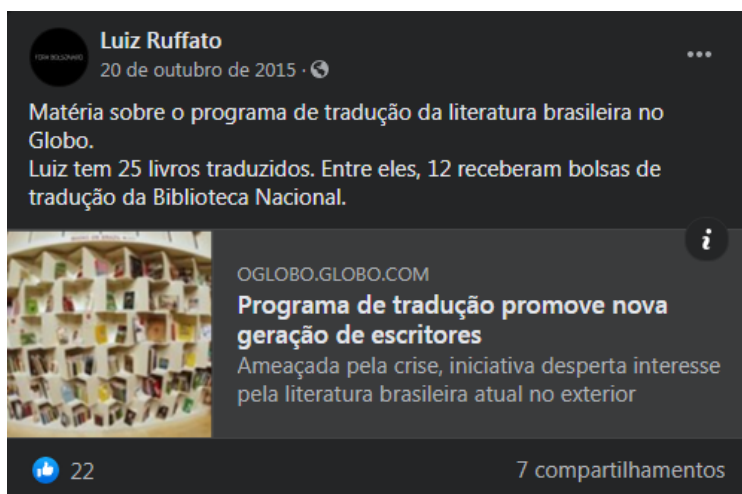 Luiz Ruffato
20 de outubro de 2015 ·
Matéria sobre o programa de tradução da literatura brasileira no
Globo.
Luiz tem 25 livros traduzidos. Entre eles, 12 receberam bolsas de
tradução da Biblioteca Nacional.
OGLOBO.GLOBO.COM
Programa de tradução promove nova
geração de escritores
Ameaçada pela crise, iniciativa desperta interesse
pela literatura brasileira atual no exterior
22
7 compartilhamentos